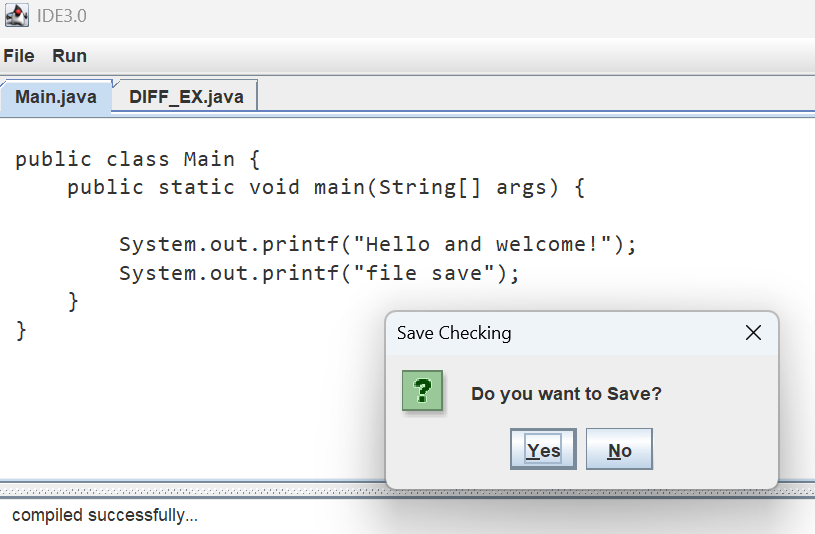 IDE3.0
File Run
Main.java DIFF_EX.java
public class Main {
public static void main(String[] args) {
System.out.printf("Hello and welcome!");
System.out.printf("file save");
}
}
Save Checking
?
Do you want to Save?
Yes No
compiled successfully...